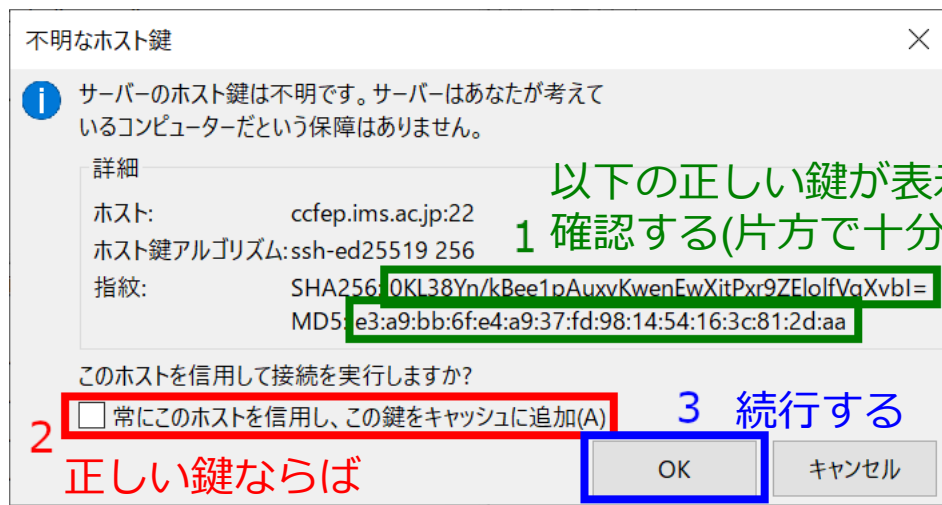 不明なホスト鍵
サーバーのホスト鍵は不明です。サーバーはあなたが考えて
いるコンピューターだという保障はありません。
詳細
以下の正しい鍵が表示
ホスト: ccfep.ims.ac.jp:22
1 確認する(片方で十分
ホスト鍵アルゴリズム: ssh-ed25519 256
指紋: SHA256: 0KL38Yn/kBee1pAuxvKwenEwXjtPxr9ZEloIfVqXvbI=
MD5: e3:a9:bb:6f:e4:a9:37:fd:98:14:54:16:3c:81:2d:aa
このホストを信用して接続を実行しますか?
常にこのホストを信用し、この鍵をキャッシュに追加(A)
3 続行する
2 正しい鍵ならば
OK
キャンセル